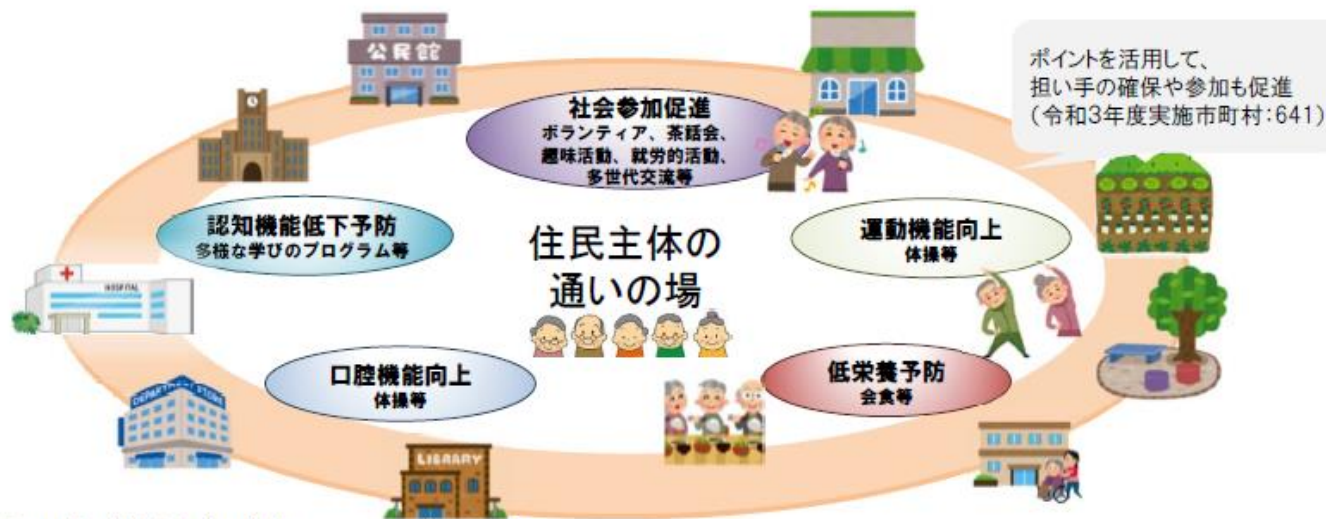 公民館
ポイントを活用して、
担い手の確保や参加も促進
(令和3年度実施市町村:641)
社会参加促進
ボランティア、茶話会、
趣味活動、就労的活動、
多世代交流等
認知機能低下予防
多様な学びのプログラム等
住民主体の
通いの場
運動機能向上
体操等
HOSPITAL
口腔機能向上
体操等
低栄養予防
会食等
DEPARTMENT STORE
LIBRARY